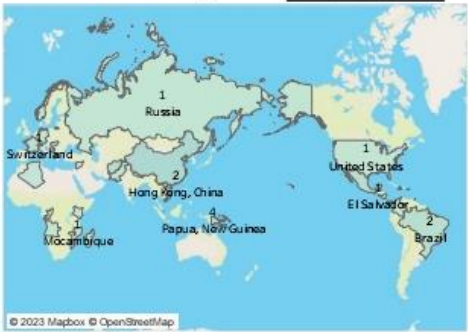 1
Russia
1
Switzerland
1
United States
2
Hong Kong, China
1
El Salvador
4
Papua, New Guinea
2
Brazil
1
Mocambique
© 2023 Mapbox © OpenStreetMap